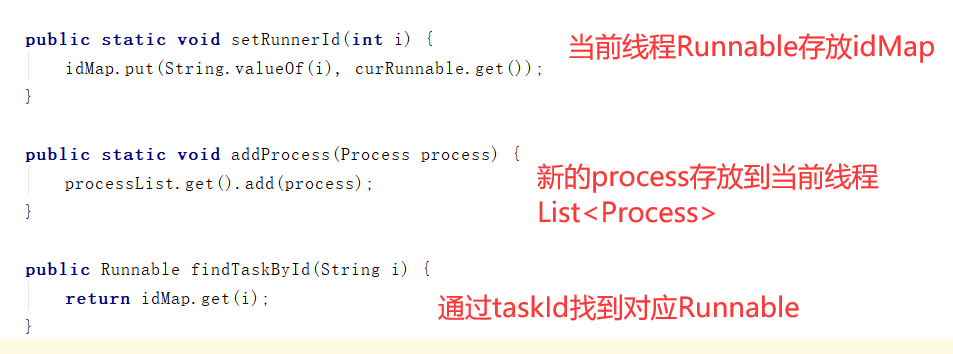 public static void setRunnerId(int i) {
当前线程Runnable存放idMap
idMap.put(String.valueOf(i), curRunnable.get());
}
public static void addProcess(Process process) {
新的process存放到当前线程
processList.get().add(process);
List<Process>
}
public Runnable findTaskById(String i) {
return idMap.get(i);
通过taskId找到对应Runnable
}